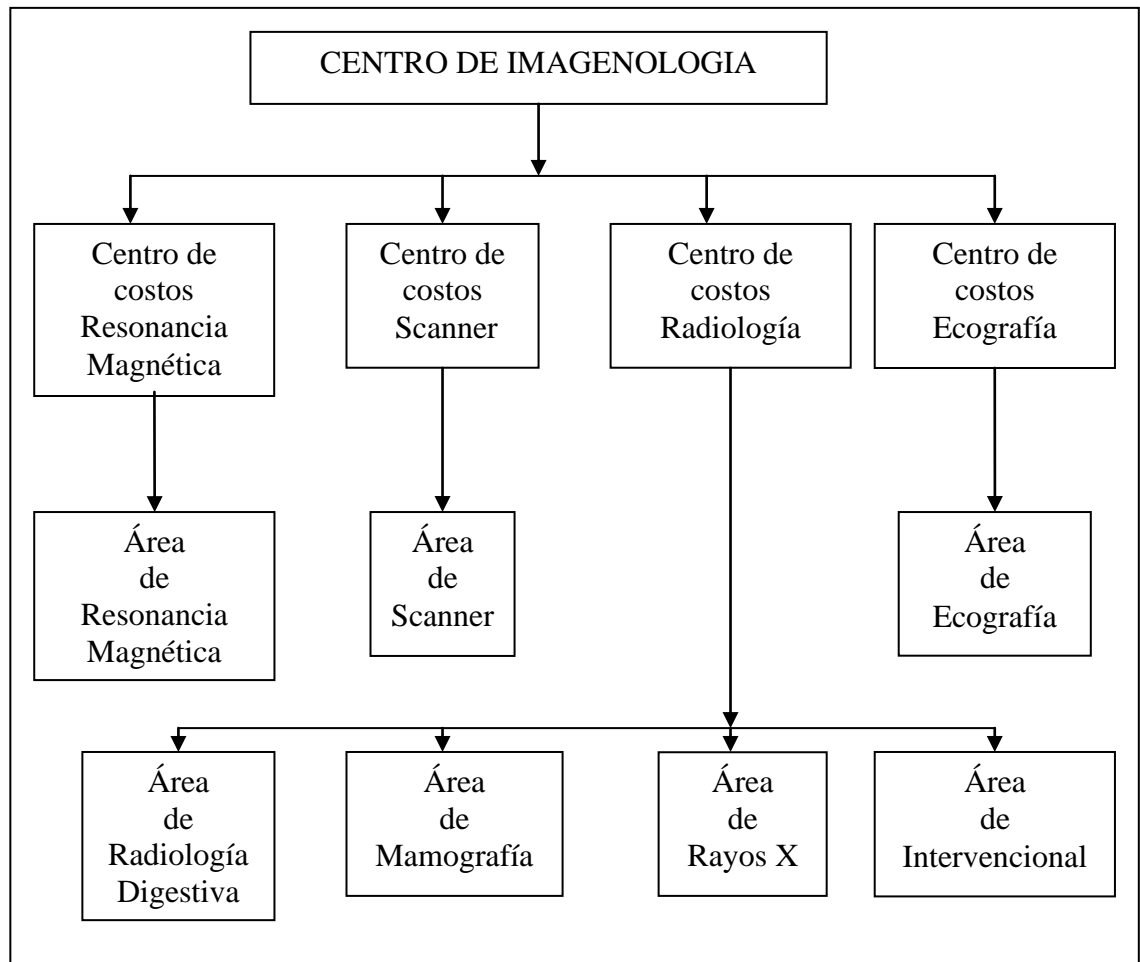 CENTRO DE IMAGENOLOGIA
Centro de
costos
Resonancia
Magnética
Centro de
costos
Scanner
Centro de
costos
Radiología
Centro de
costos
Ecografía
Área
de
Resonancia
Magnética
Área
de
Scanner
Área
de
Ecografía
Área
de
Radiología
Digestiva
Área
de
Mamografía
Área
de
Rayos X
Área
de
Intervencional